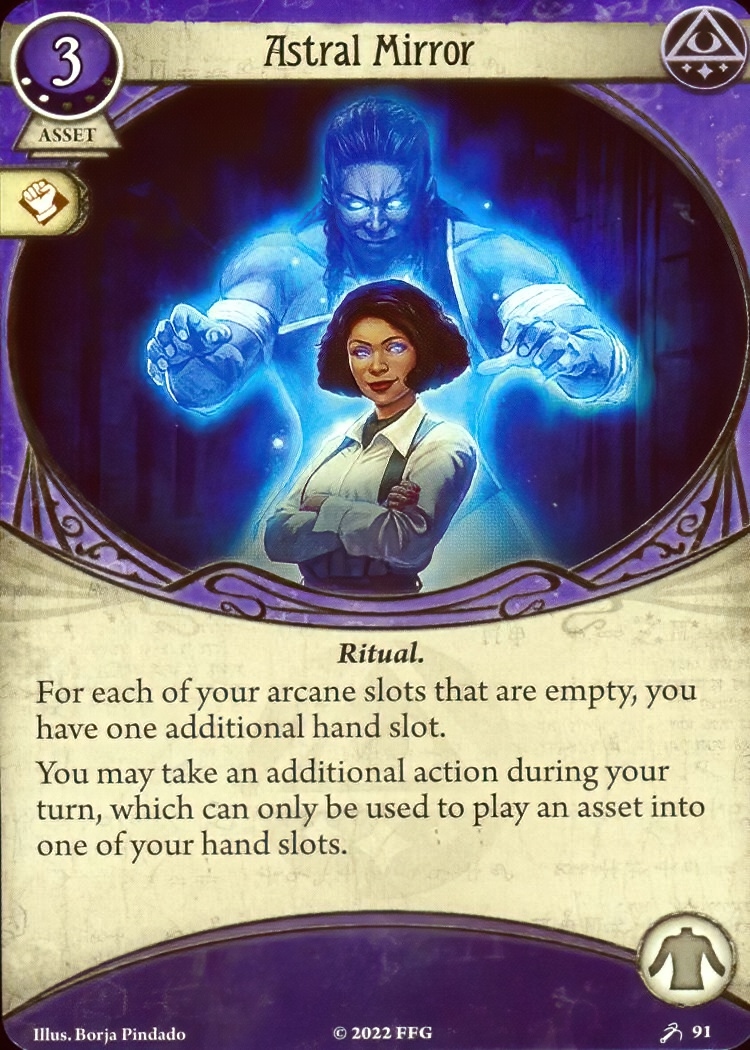 3
Astral Mirror
ASSET
Ritual.
For each of your arcane slots that are empty, you
have one additional hand slot.
You may take an additional action during your
turn, which can only be used to play an asset into
one of your hand slots.
Illus. Borja Pindado
© 2022 FFG
91